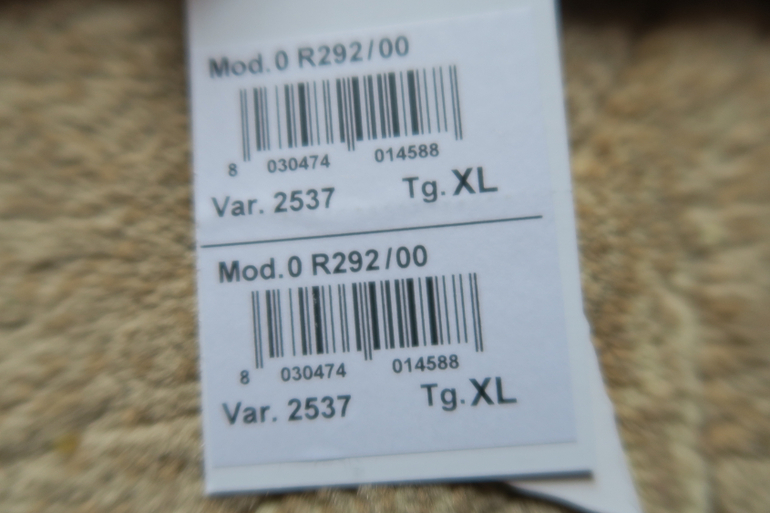 Mod.0 R292/00
8 030474 014588
Var. 2537 Tg. XL
Mod.0 R292/00
8 030474 014588
Var. 2537 Tg. XL